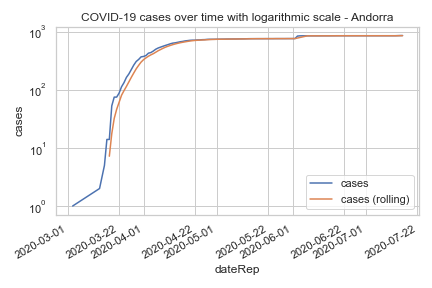 COVID-19 cases over time with logarithmic scale - Andorra
10³
10²
10¹
10⁰
cases
cases
cases (rolling)
2020-03-01
2020-03-22
2020-04-01
2020-04-22
2020-05-01
2020-05-22
2020-06-01
2020-06-22
2020-07-01
2020-07-22
dateRep